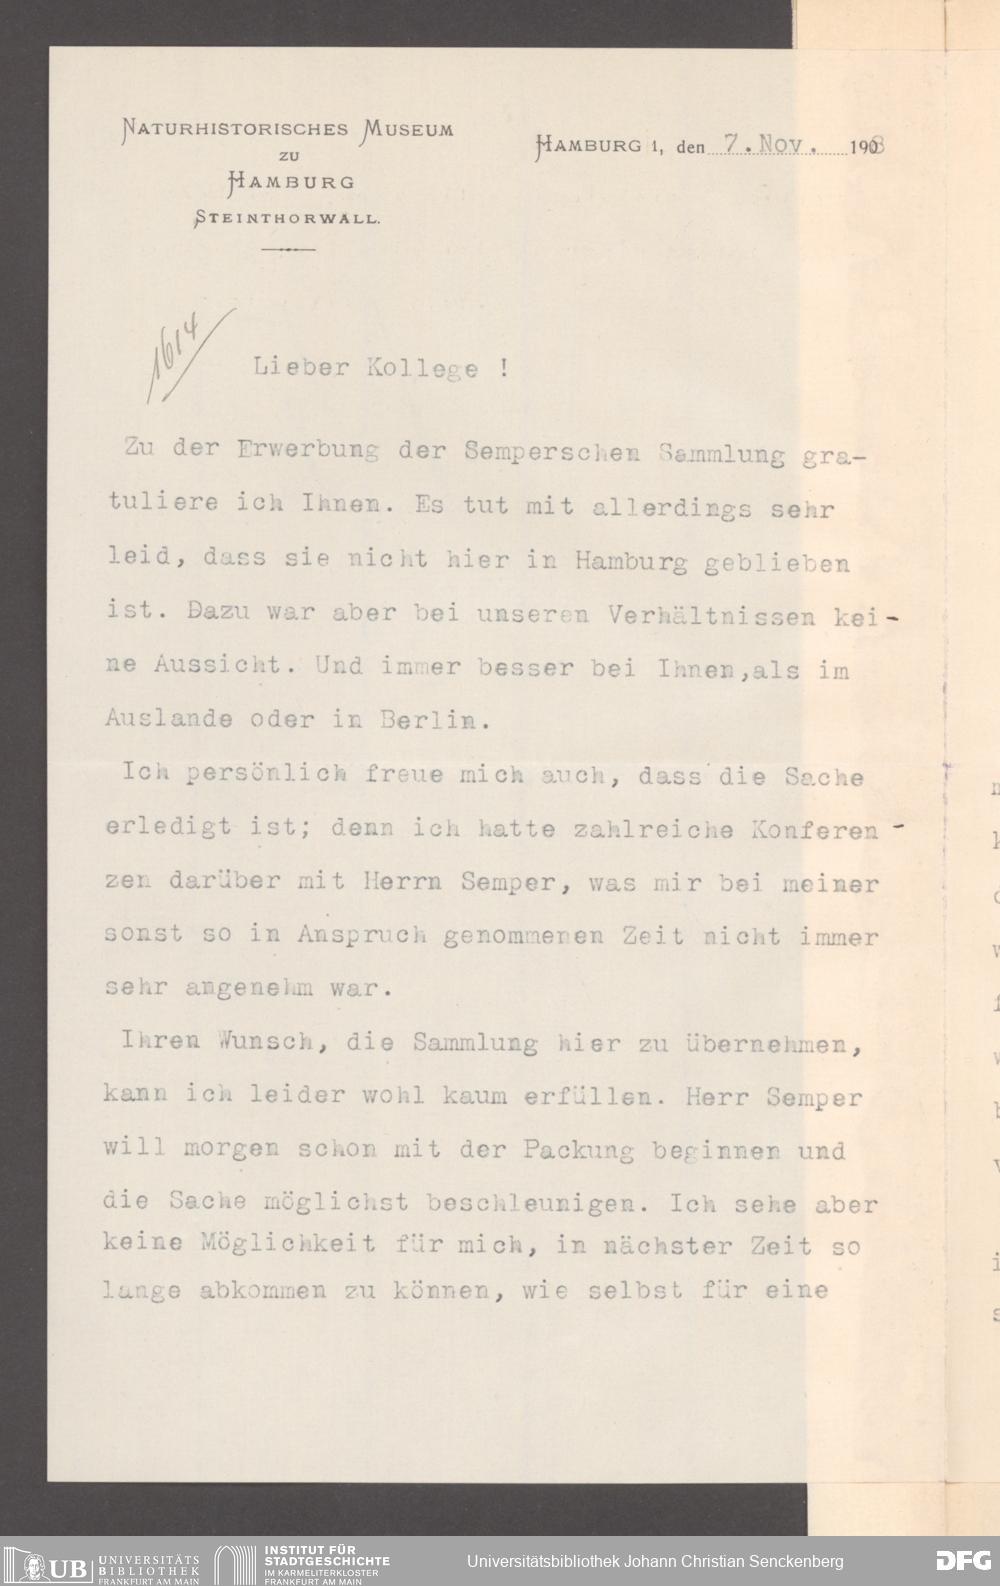 Naturhistorisches Museum
zu
Hamburg
Steinthorwall.
Hamburg 1, den 7. Nov. 1908
1614
Lieber Kollege !
Zu der Erwerbung der Semperschen Sammlung gra-
tuliere ich Ihnen. Es tut mit allerdings sehr
leid, dass sie nicht hier in Hamburg geblieben
ist. Dazu war aber bei unseren Verhältnissen kei-
ne Aussicht. Und immer besser bei Ihnen,als im
Auslande oder in Berlin.
Ich persönlich freue mich auch, dass die Sache
erledigt ist; denn ich hatte zahlreiche Konferen-
zen darüber mit Herrn Semper, was mir bei meiner
sonst so in Anspruch genommenen Zeit nicht immer
sehr angenehm war.
Ihren Wunsch, die Sammlung hier zu übernehmen,
kann ich leider wohl kaum erfüllen. Herr Semper
will morgen schon mit der Packung beginnen und
die Sache möglichst beschleunigen. Ich sehe aber
keine Möglichkeit für mich, in nächster Zeit so
lange abkommen zu können, wie selbst für eine
UB UNIVERSITÄTS
BIBLIOTHEK
FRANKFURT AM MAIN
INSTITUT FÜR
STADTGESCHICHTE
IM KARMELITERKLOSTER
FRANKFURT AM MAIN
Universitätsbibliothek Johann Christian Senckenberg
DFG